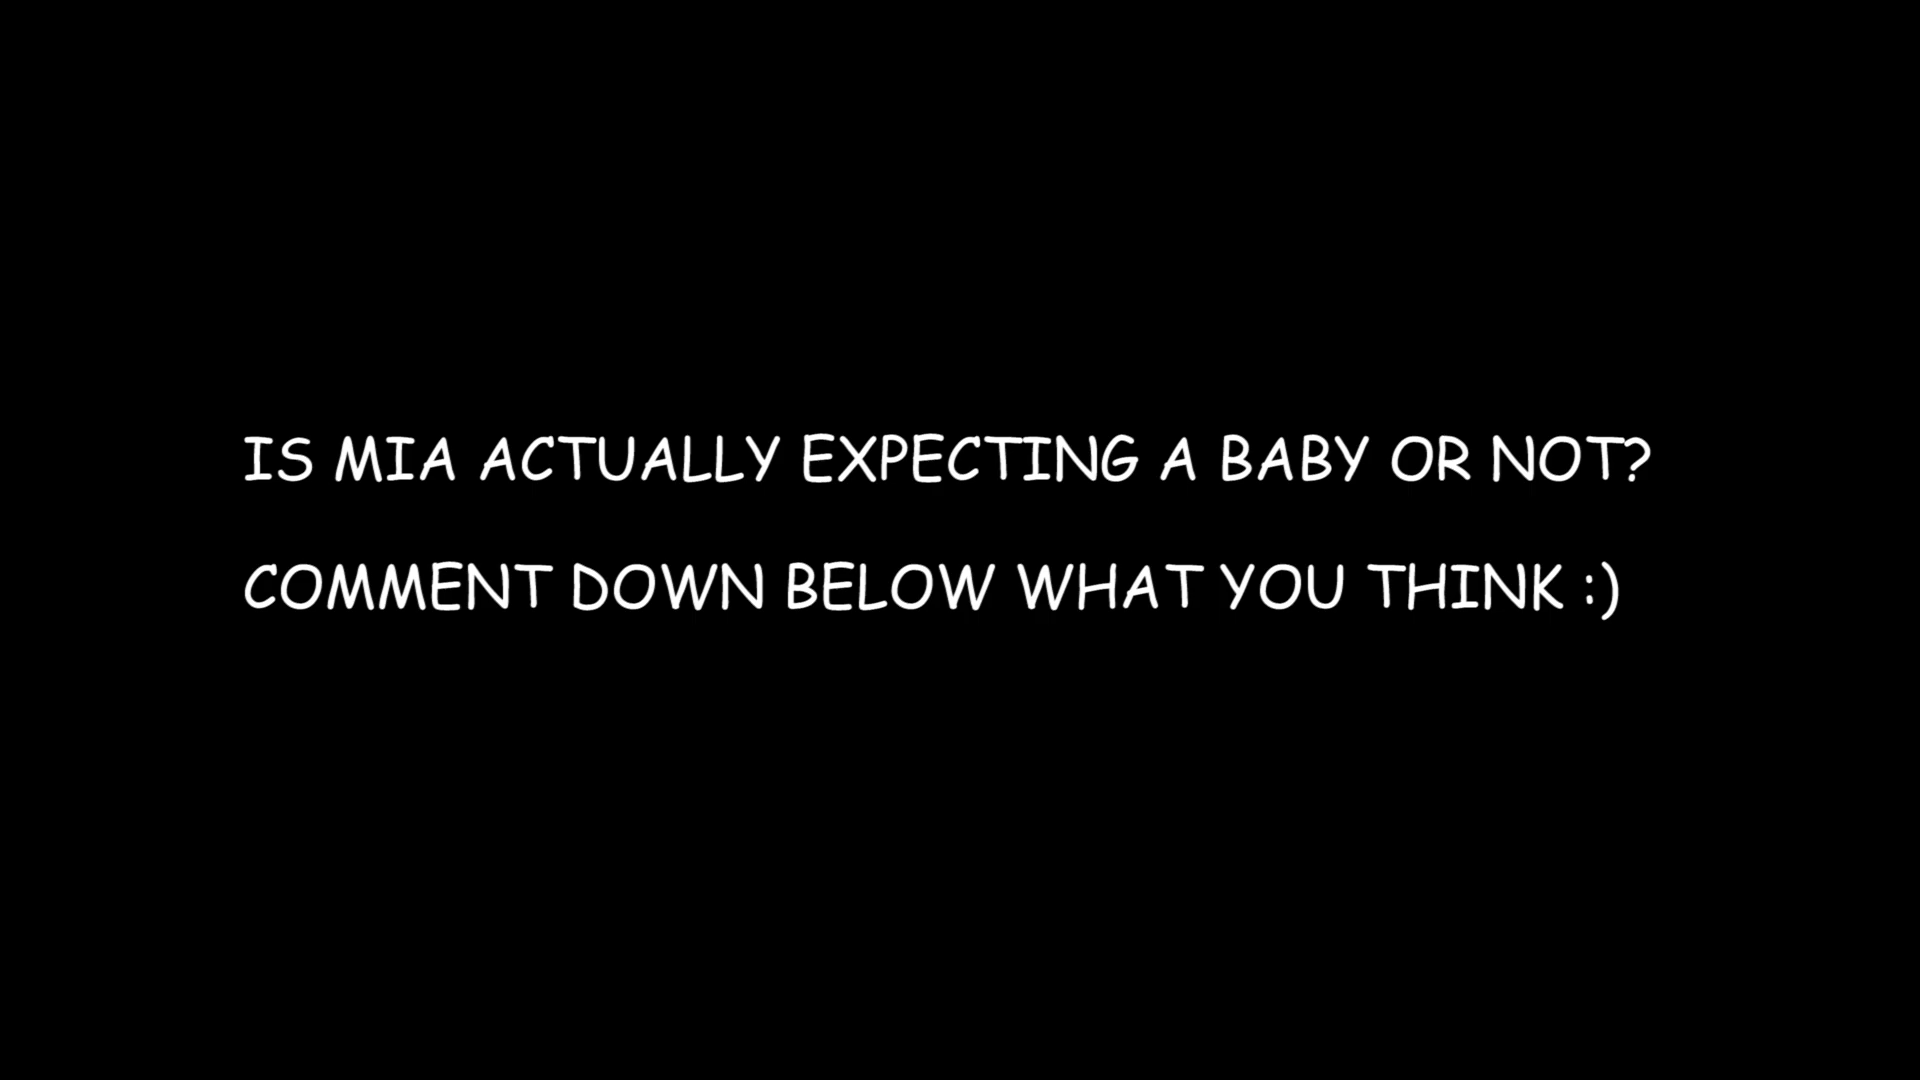 IS MIA ACTUALLY EXPECTING A BABY OR NOT?
COMMENT DOWN BELOW WHAT YOU THINK :)